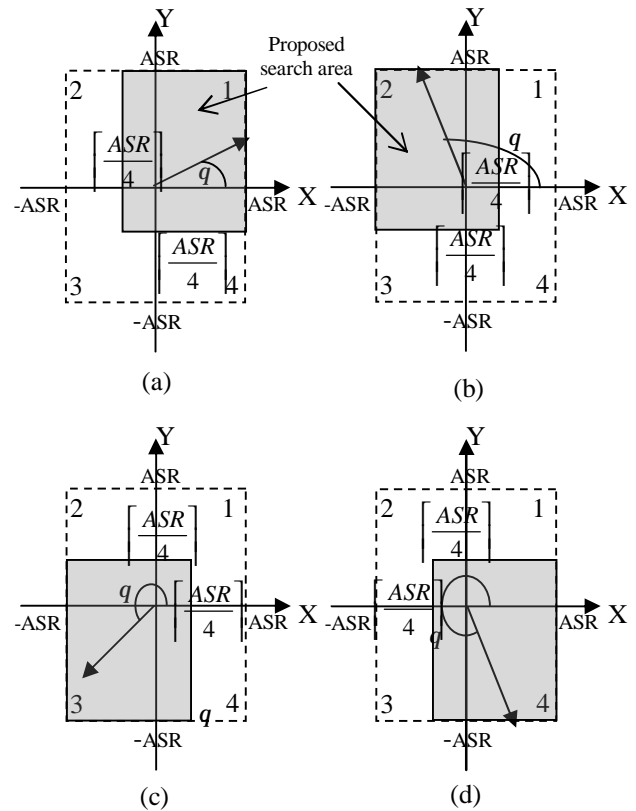 Y Y
ASR Proposed search area ASR
2 1 2 1
⌈ASR/4⌉ q q ⌈ASR/4⌉
X X
-ASR ASR -ASR ASR
⌈ASR/4⌉ ⌈ASR/4⌉
3 4 3 4
-ASR -ASR
(a) (b)
Y Y
ASR ASR
2 1 2 1
⌈ASR/4⌉ ⌈ASR/4⌉
q ⌈ASR/4⌉ ⌈ASR/4⌉ q
X X
-ASR ASR -ASR ASR
3 q 4 3 4
-ASR -ASR
(c) (d)